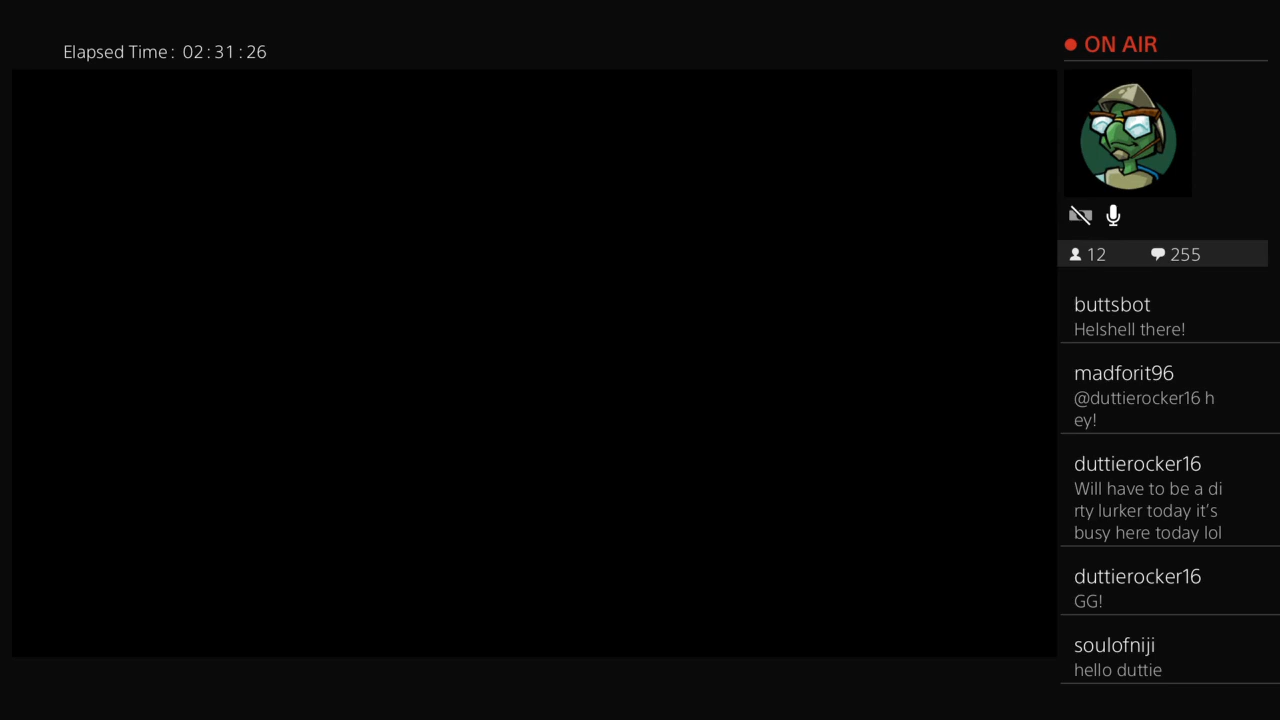 Elapsed Time: 02:31:26
ON AIR
12 255
buttsbot
Helshell there!
madforit96
@duttierocker16 h
ey!
duttierocker16
Will have to be a di
rty lurker today it's
busy here today lol
duttierocker16
GG!
soulofniji
hello duttie